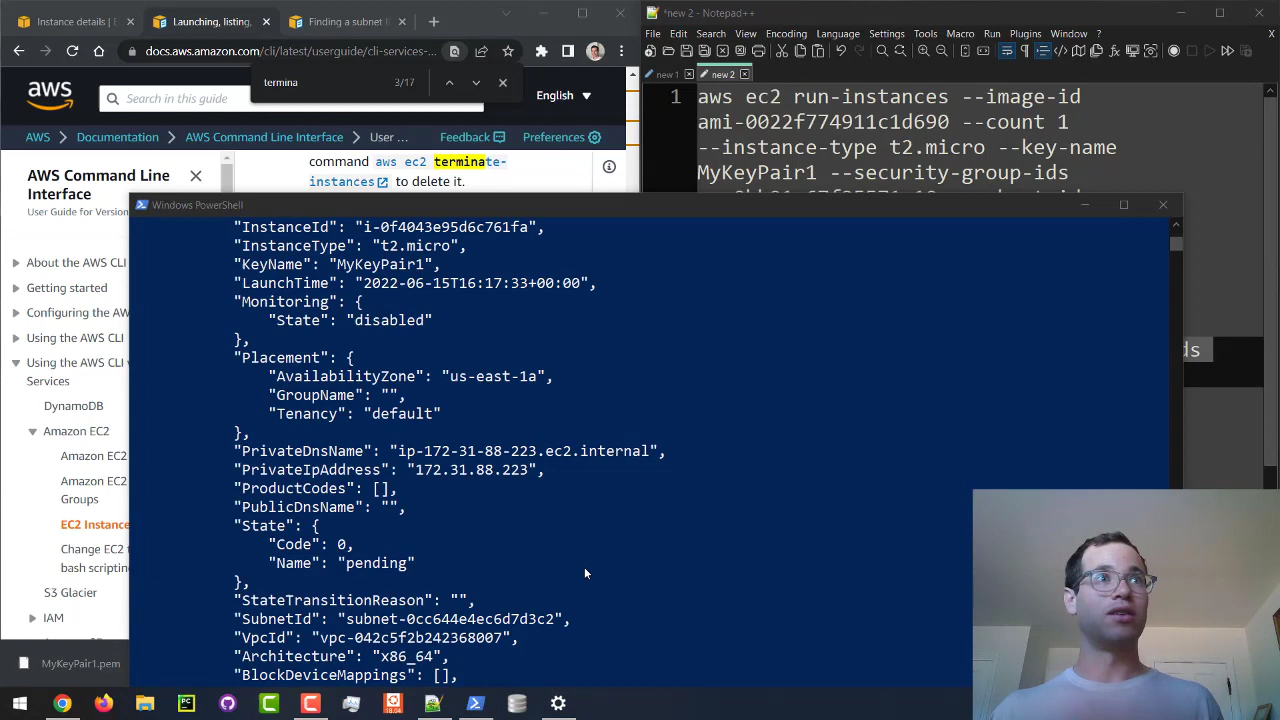 Instance details | E
Launching, listing,
Finding a subnet I
docs.aws.amazon.com/cli/latest/userguide/cli-services-...
termina 3/17
aws
Search in this guide
English
AWS
Documentation
AWS Command Line Interface
User ...
Feedback
Preferences
AWS Command Line
Interface
User Guide for Version
About the AWS CLI
Getting started
Configuring the AW
Using the AWS CLI
Using the AWS CLI w
Services
DynamoDB
Amazon EC2
Amazon EC2
Amazon EC2
Groups
EC2 Instance
Change EC2 t
bash scripting
S3 Glacier
IAM
command aws ec2 terminate-
instances to delete it.
MyKeyPair1.pem
*new 2 - Notepad++
File Edit Search View Encoding Language Settings Tools Macro Run Plugins Window ?
new 1
new 2
1
aws ec2 run-instances --image-id
ami-0022f774911c1d690 --count 1
--instance-type t2.micro --key-name
MyKeyPair1 --security-group-ids
ds
Windows PowerShell
"InstanceId": "i-0f4043e95d6c761fa",
"InstanceType": "t2.micro",
"KeyName": "MyKeyPair1",
"LaunchTime": "2022-06-15T16:17:33+00:00",
"Monitoring": {
"State": "disabled"
},
"Placement": {
"AvailabilityZone": "us-east-1a",
"GroupName": "",
"Tenancy": "default"
},
"PrivateDnsName": "ip-172-31-88-223.ec2.internal",
"PrivateIpAddress": "172.31.88.223",
"ProductCodes": [],
"PublicDnsName": "",
"State": {
"Code": 0,
"Name": "pending"
},
"StateTransitionReason": "",
"SubnetId": "subnet-0cc644e4ec6d7d3c2",
"VpcId": "vpc-042c5f2b242368007",
"Architecture": "x86_64",
"BlockDeviceMappings": [],